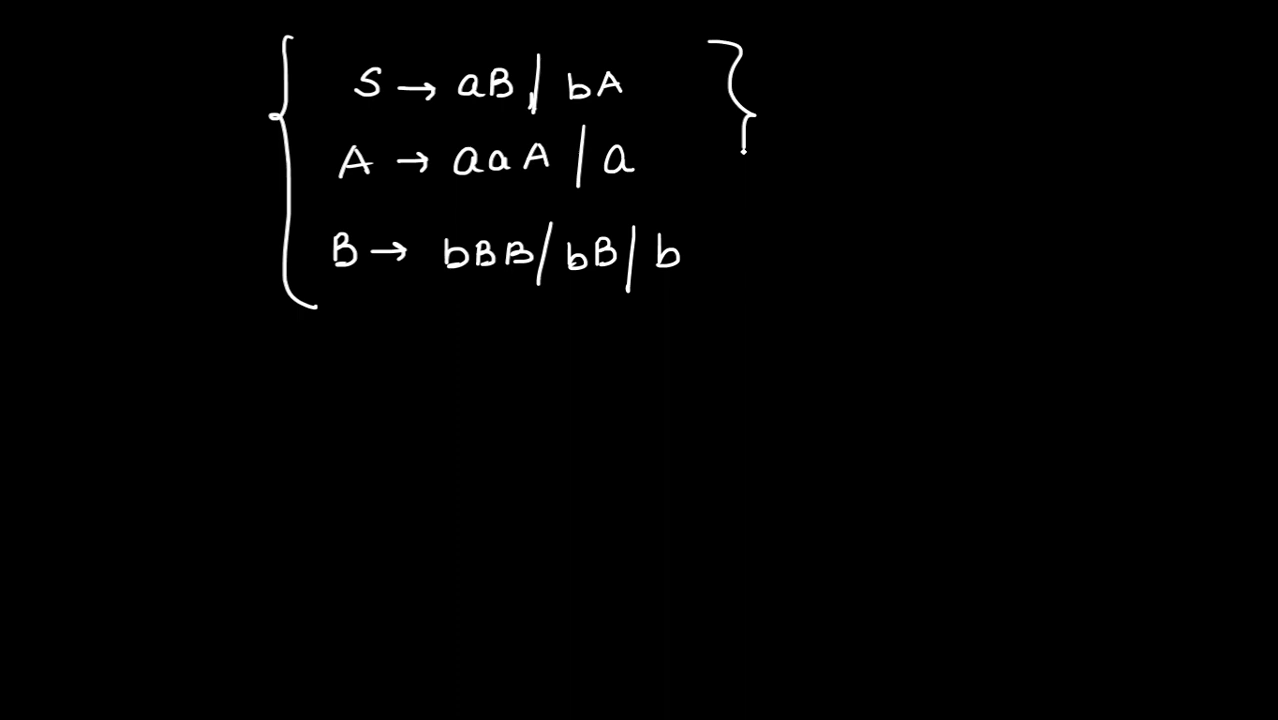 S → aB | bA
A → aaA | a
B → bBB / bB | b